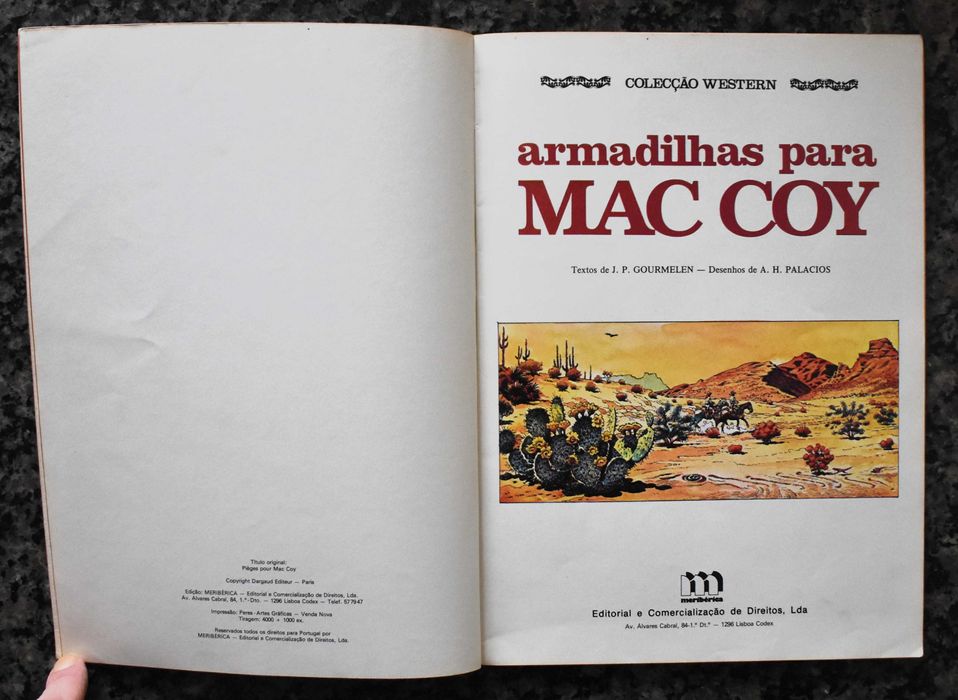 Título original:
Pièges pour Mac Coy
Copyright Dargaud Editeur — Paris
Edição: MERIBÉRICA — Editorial e Comercialização de Direitos, Lda.
Av. Álvares Cabral, 84, 1.º-Dto. — 1296 Lisboa Codex — Telef. 677947
Impressão: Peres-Artes Gráficas — Venda Nova
Tiragem: 4000 + 1000 ex.
Reservados todos os direitos para Portugal por
MERIBÉRICA — Editorial e Comercialização de Direitos, Lda.
COLECÇÃO WESTERN
armadilhas para
MAC COY
Textos de J. P. GOURMELEN — Desenhos de A. H. PALACIOS
m
meribérica
Editorial e Comercialização de Direitos, Lda
Av. Álvares Cabral, 84-1.º Dt.º — 1296 Lisboa Codex